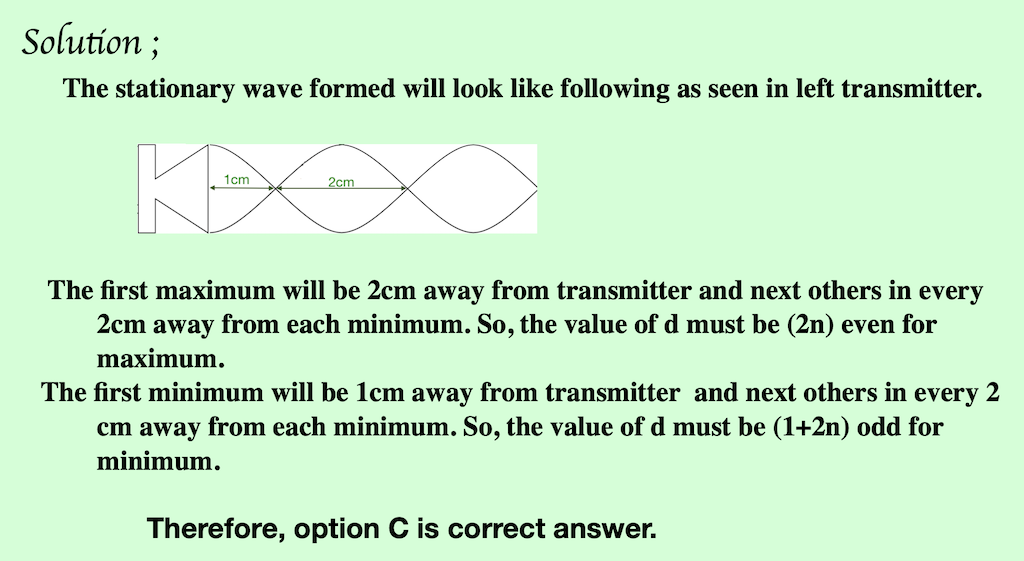 Solution ;
The stationary wave formed will look like following as seen in left transmitter.
1cm
2cm
The first maximum will be 2cm away from transmitter and next others in every
2cm away from each minimum. So, the value of d must be (2n) even for
maximum.
The first minimum will be 1cm away from transmitter and next others in every 2
cm away from each minimum. So, the value of d must be (1+2n) odd for
minimum.
Therefore, option C is correct answer.